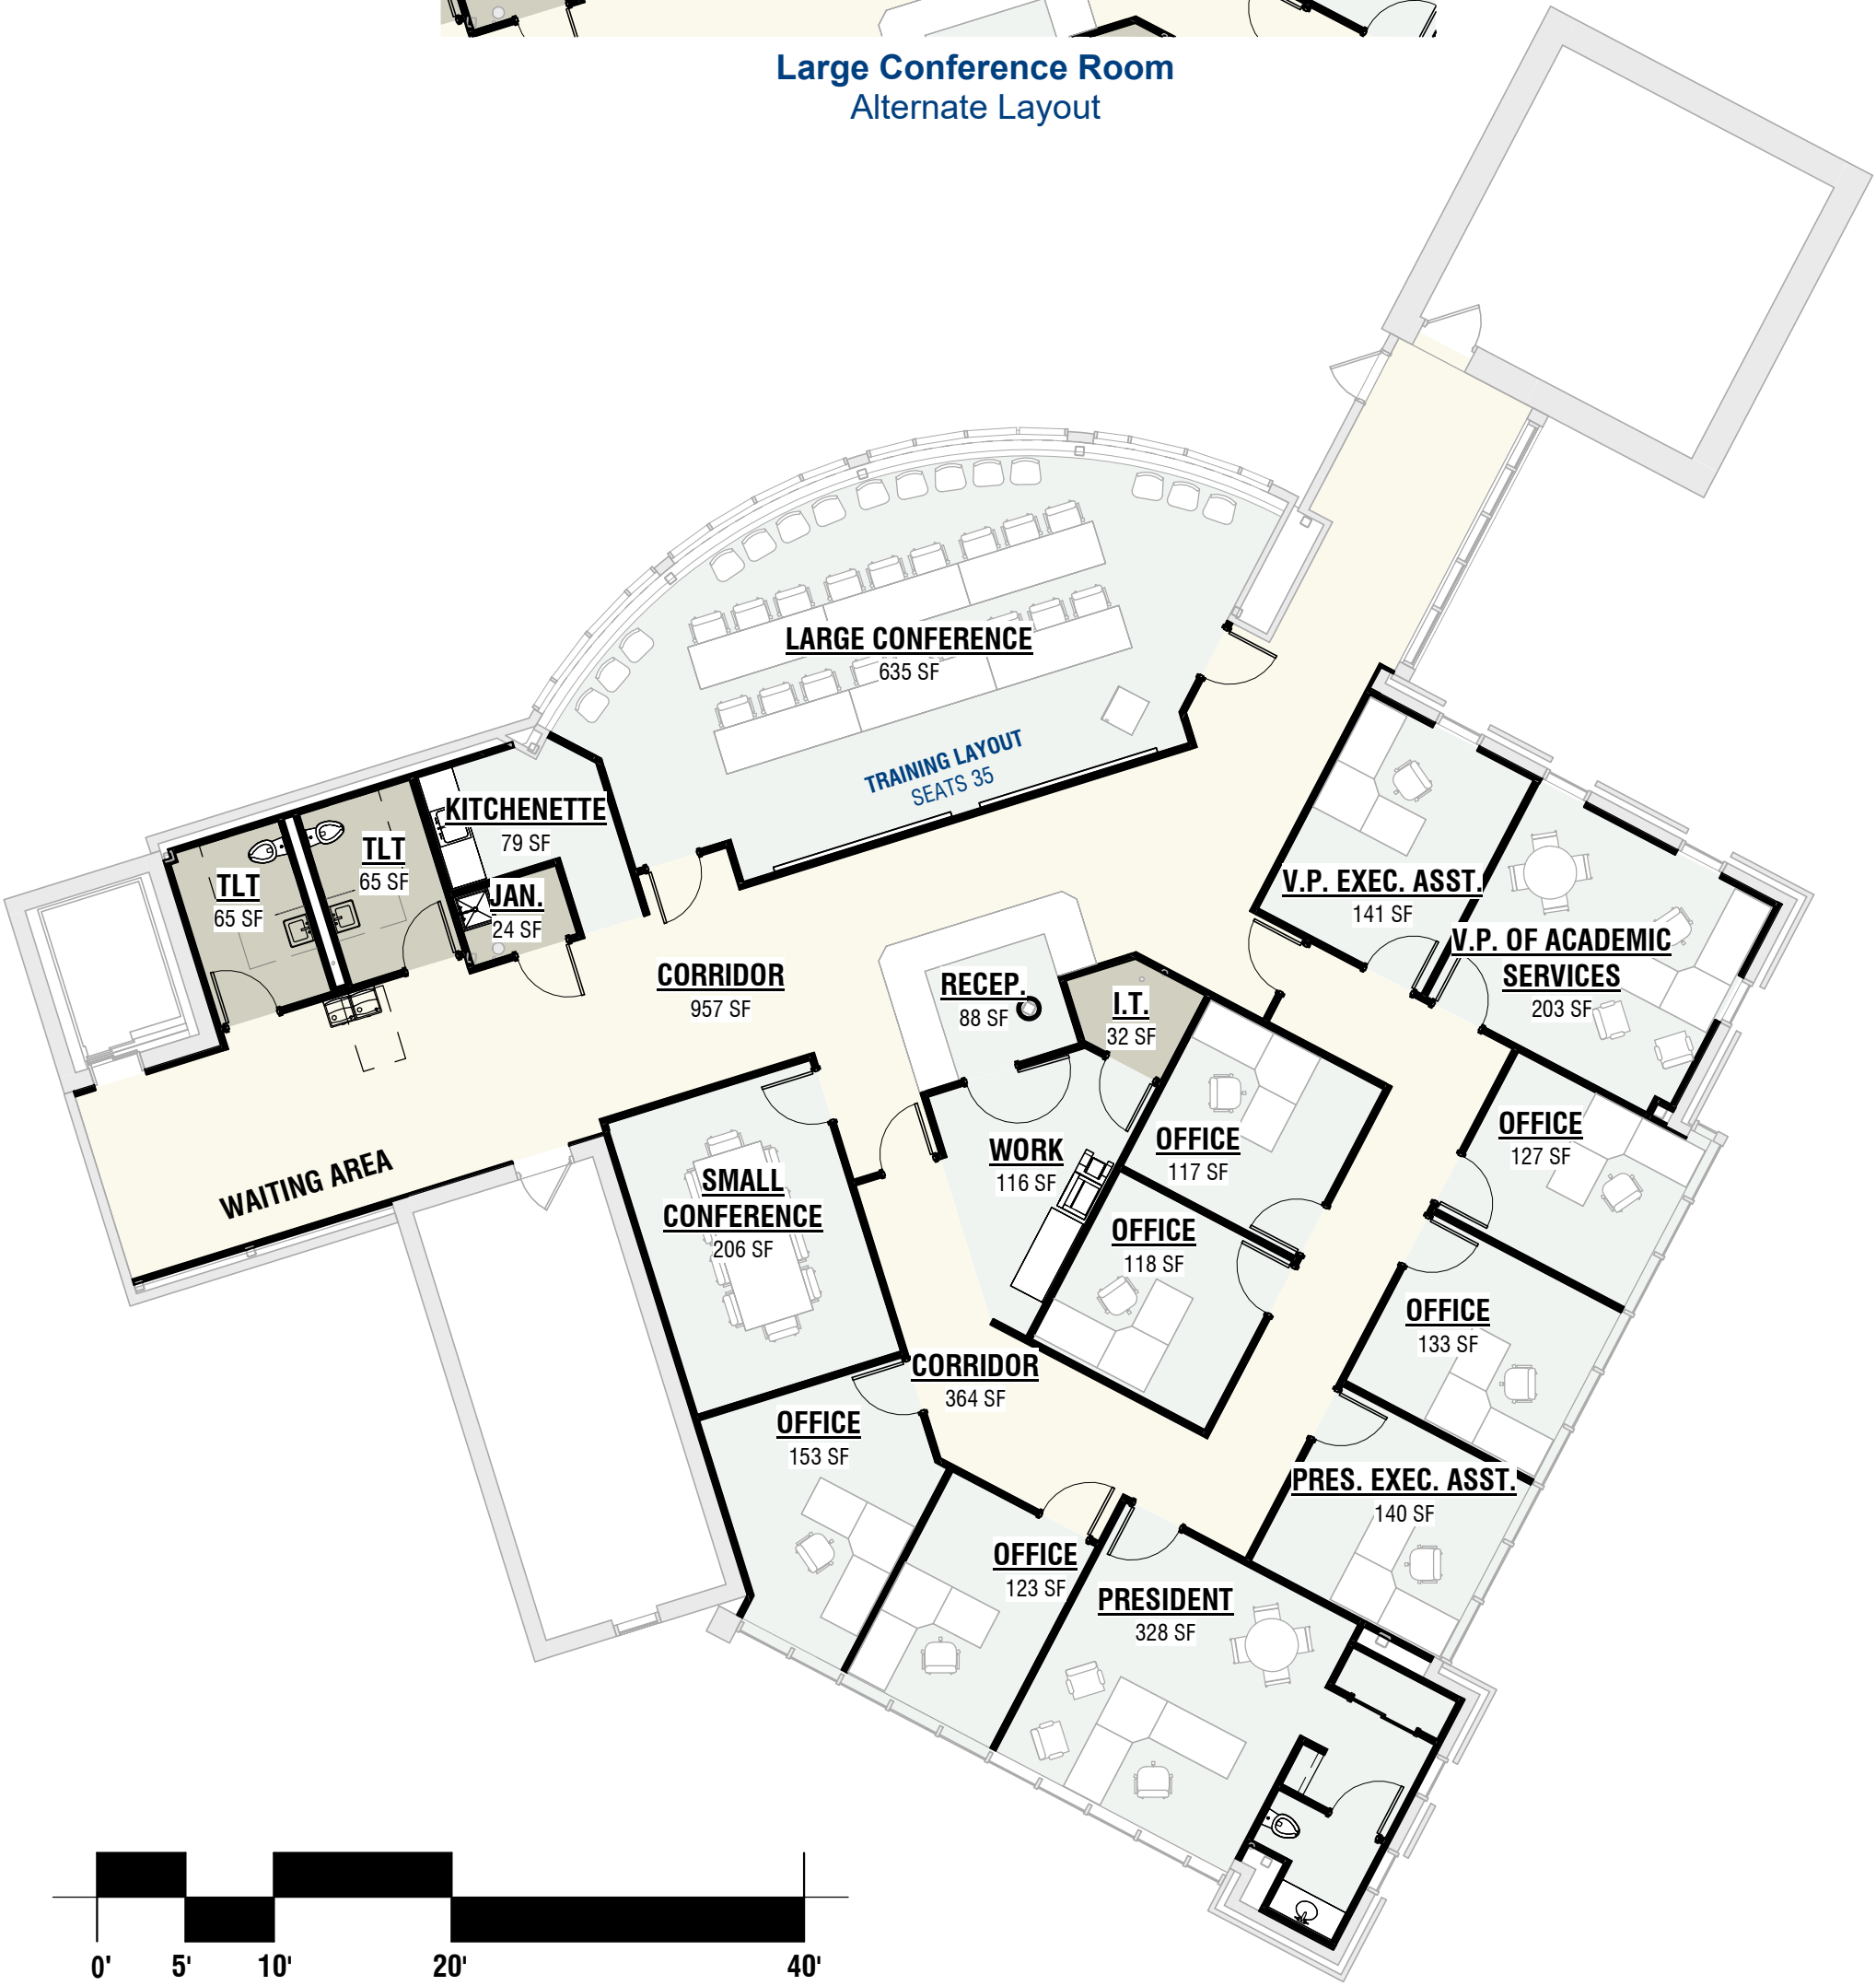 Large Conference Room
Alternate Layout
LARGE CONFERENCE
635 SF
TRAINING LAYOUT
SEATS 35
KITCHENETTE
79 SF
TLT
65 SF
TLT
65 SF
JAN.
24 SF
V.P. EXEC. ASST.
141 SF
V.P. OF ACADEMIC
SERVICES
203 SF
CORRIDOR
957 SF
RECEP.
88 SF
I.T.
32 SF
WAITING AREA
SMALL
CONFERENCE
206 SF
WORK
116 SF
OFFICE
117 SF
OFFICE
127 SF
OFFICE
118 SF
OFFICE
133 SF
CORRIDOR
364 SF
OFFICE
153 SF
PRES. EXEC. ASST.
140 SF
OFFICE
123 SF
PRESIDENT
328 SF
0' 5' 10' 20' 40'